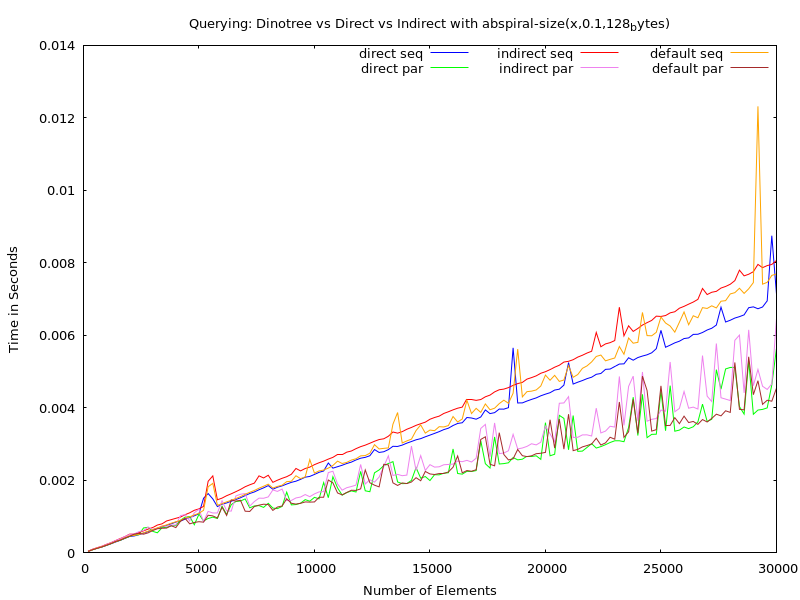 Querying: Dinotree vs Direct vs Indirect with abspiral-size(x,0.1,128bytes)
direct seq indirect seq default seq
direct par indirect par default par
0.014
0.012
0.01
0.008
0.006
0.004
0.002
0
0 5000 10000 15000 20000 25000 30000
Time in Seconds
Number of Elements